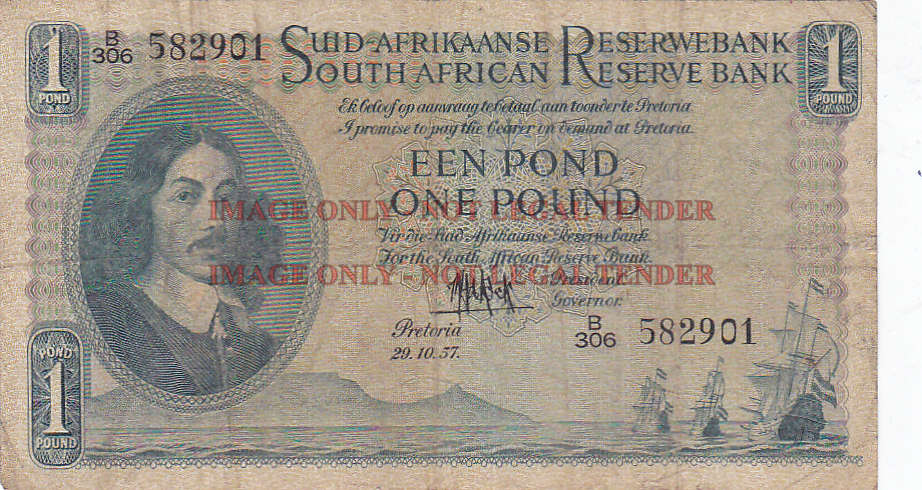 1
POND
B
306 582901
SUID-AFRIKAANSE RESERWEBANK
SOUTH AFRICAN RESERVE BANK
1
POUND
Ek beloof op aanvraag te betaal aan toonder te Pretoria
I promise to pay the bearer on demand at Pretoria.
EEN POND
ONE POUND
IMAGE ONLY - NOT LEGAL TENDER
Vir die Suid-Afrikaanse Reserwebank.
For the South African Reserve Bank.
IMAGE ONLY - NOT LEGAL TENDER
President.
Governor.
Pretoria
29.10.57.
B
306 582901
POND
1
POUND